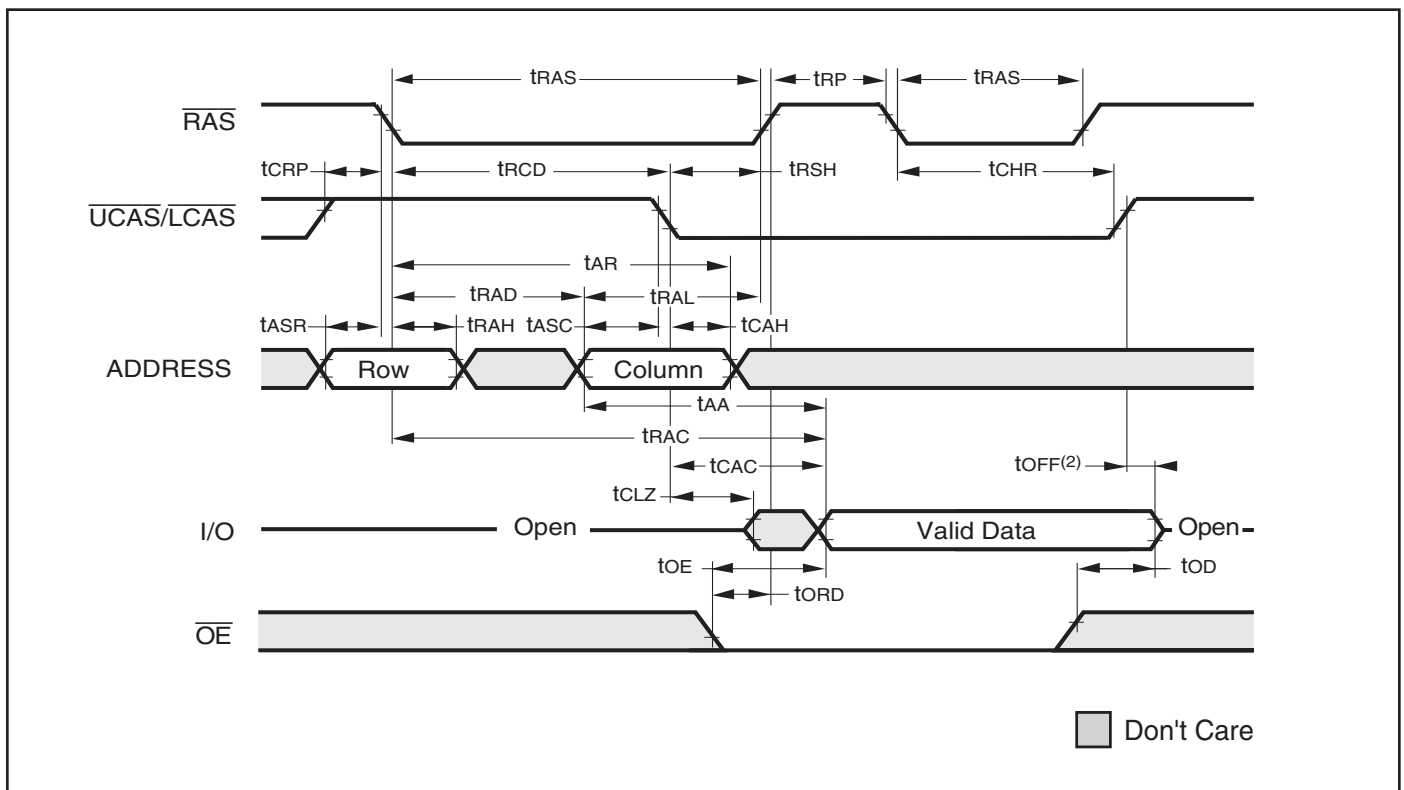 tRAS tRP tRAS
RAS
tCRP tRCD tRSH tCHR
UCAS/LCAS
tAR
tRAD tRAL
tASR tRAH tASC tCAH
ADDRESS Row Column
tAA
tRAC
tCAC tOFF(2)
tCLZ
I/O Open Valid Data Open
tOE tOD
tORD
OE
Don't Care